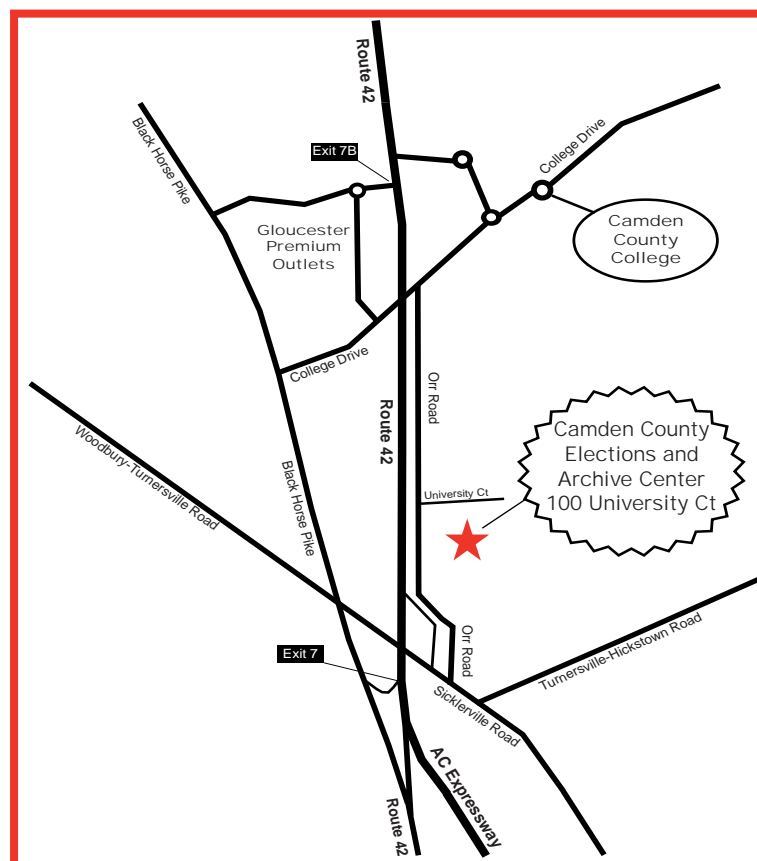 Route 42
Black Horse Pike
College Drive
Exit 7B
Gloucester
Premium
Outlets
Camden
County
College
College Drive
Orr Road
Route 42
Woodbury-Turnersville Road
Camden County
Elections and
Archive Center
100 University Ct
Black Horse Pike
University Ct
Orr Road
Turnersville-Hickstown Road
Exit 7
Sicklerville Road
AC Expressway
Route 42